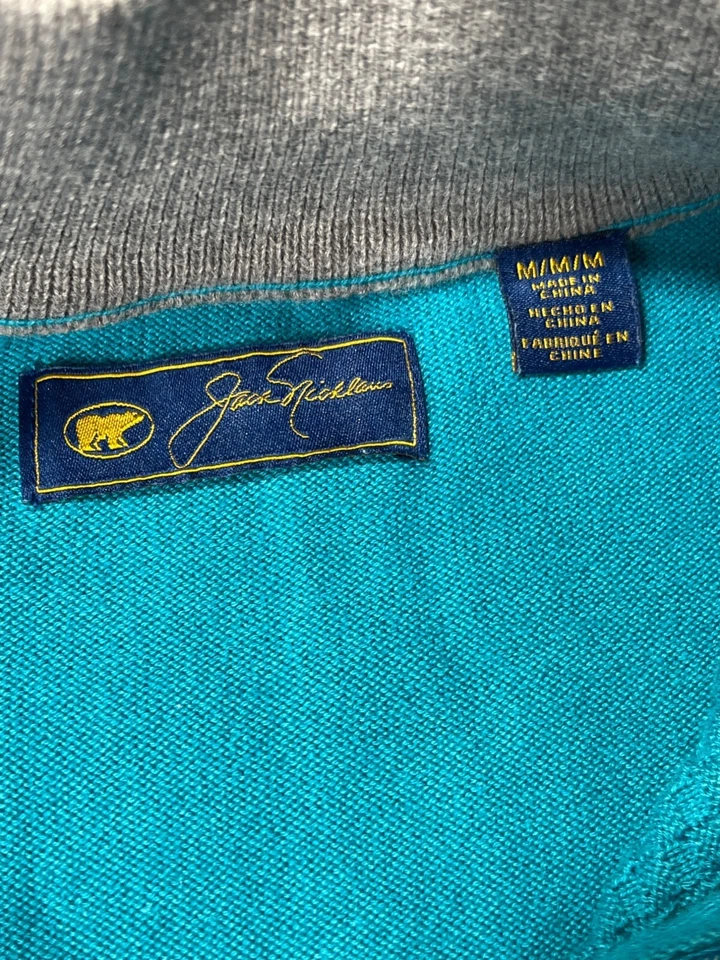 Jack Nicklaus
M/M/M
MADE IN
CHINA
HECHO EN
CHINA
FABRIQUÉ EN
CHINE